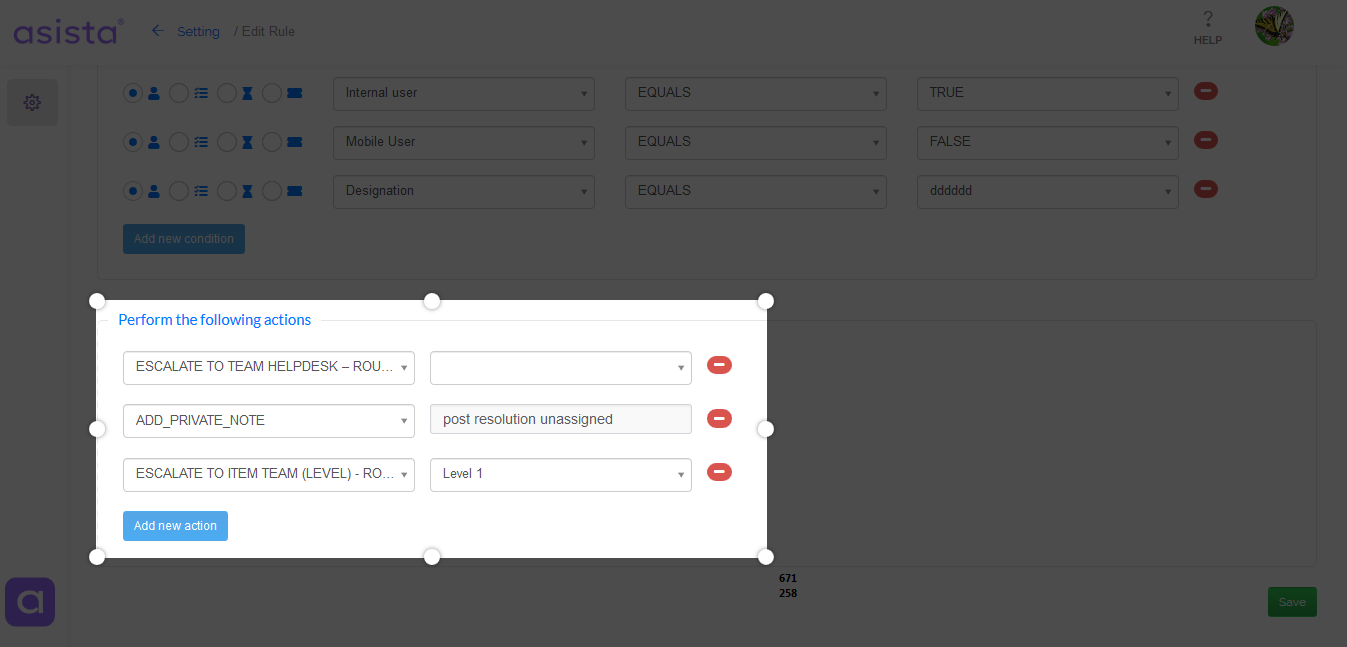 asista
← Setting / Edit Rule
?
HELP
Internal user EQUALS TRUE
Mobile User EQUALS FALSE
Designation EQUALS dddddd
Add new condition
Perform the following actions
ESCALATE TO TEAM HELPDESK – ROU...
ADD_PRIVATE_NOTE post resolution unassigned
ESCALATE TO ITEM TEAM (LEVEL) - RO... Level 1
Add new action
671
258
a
Save